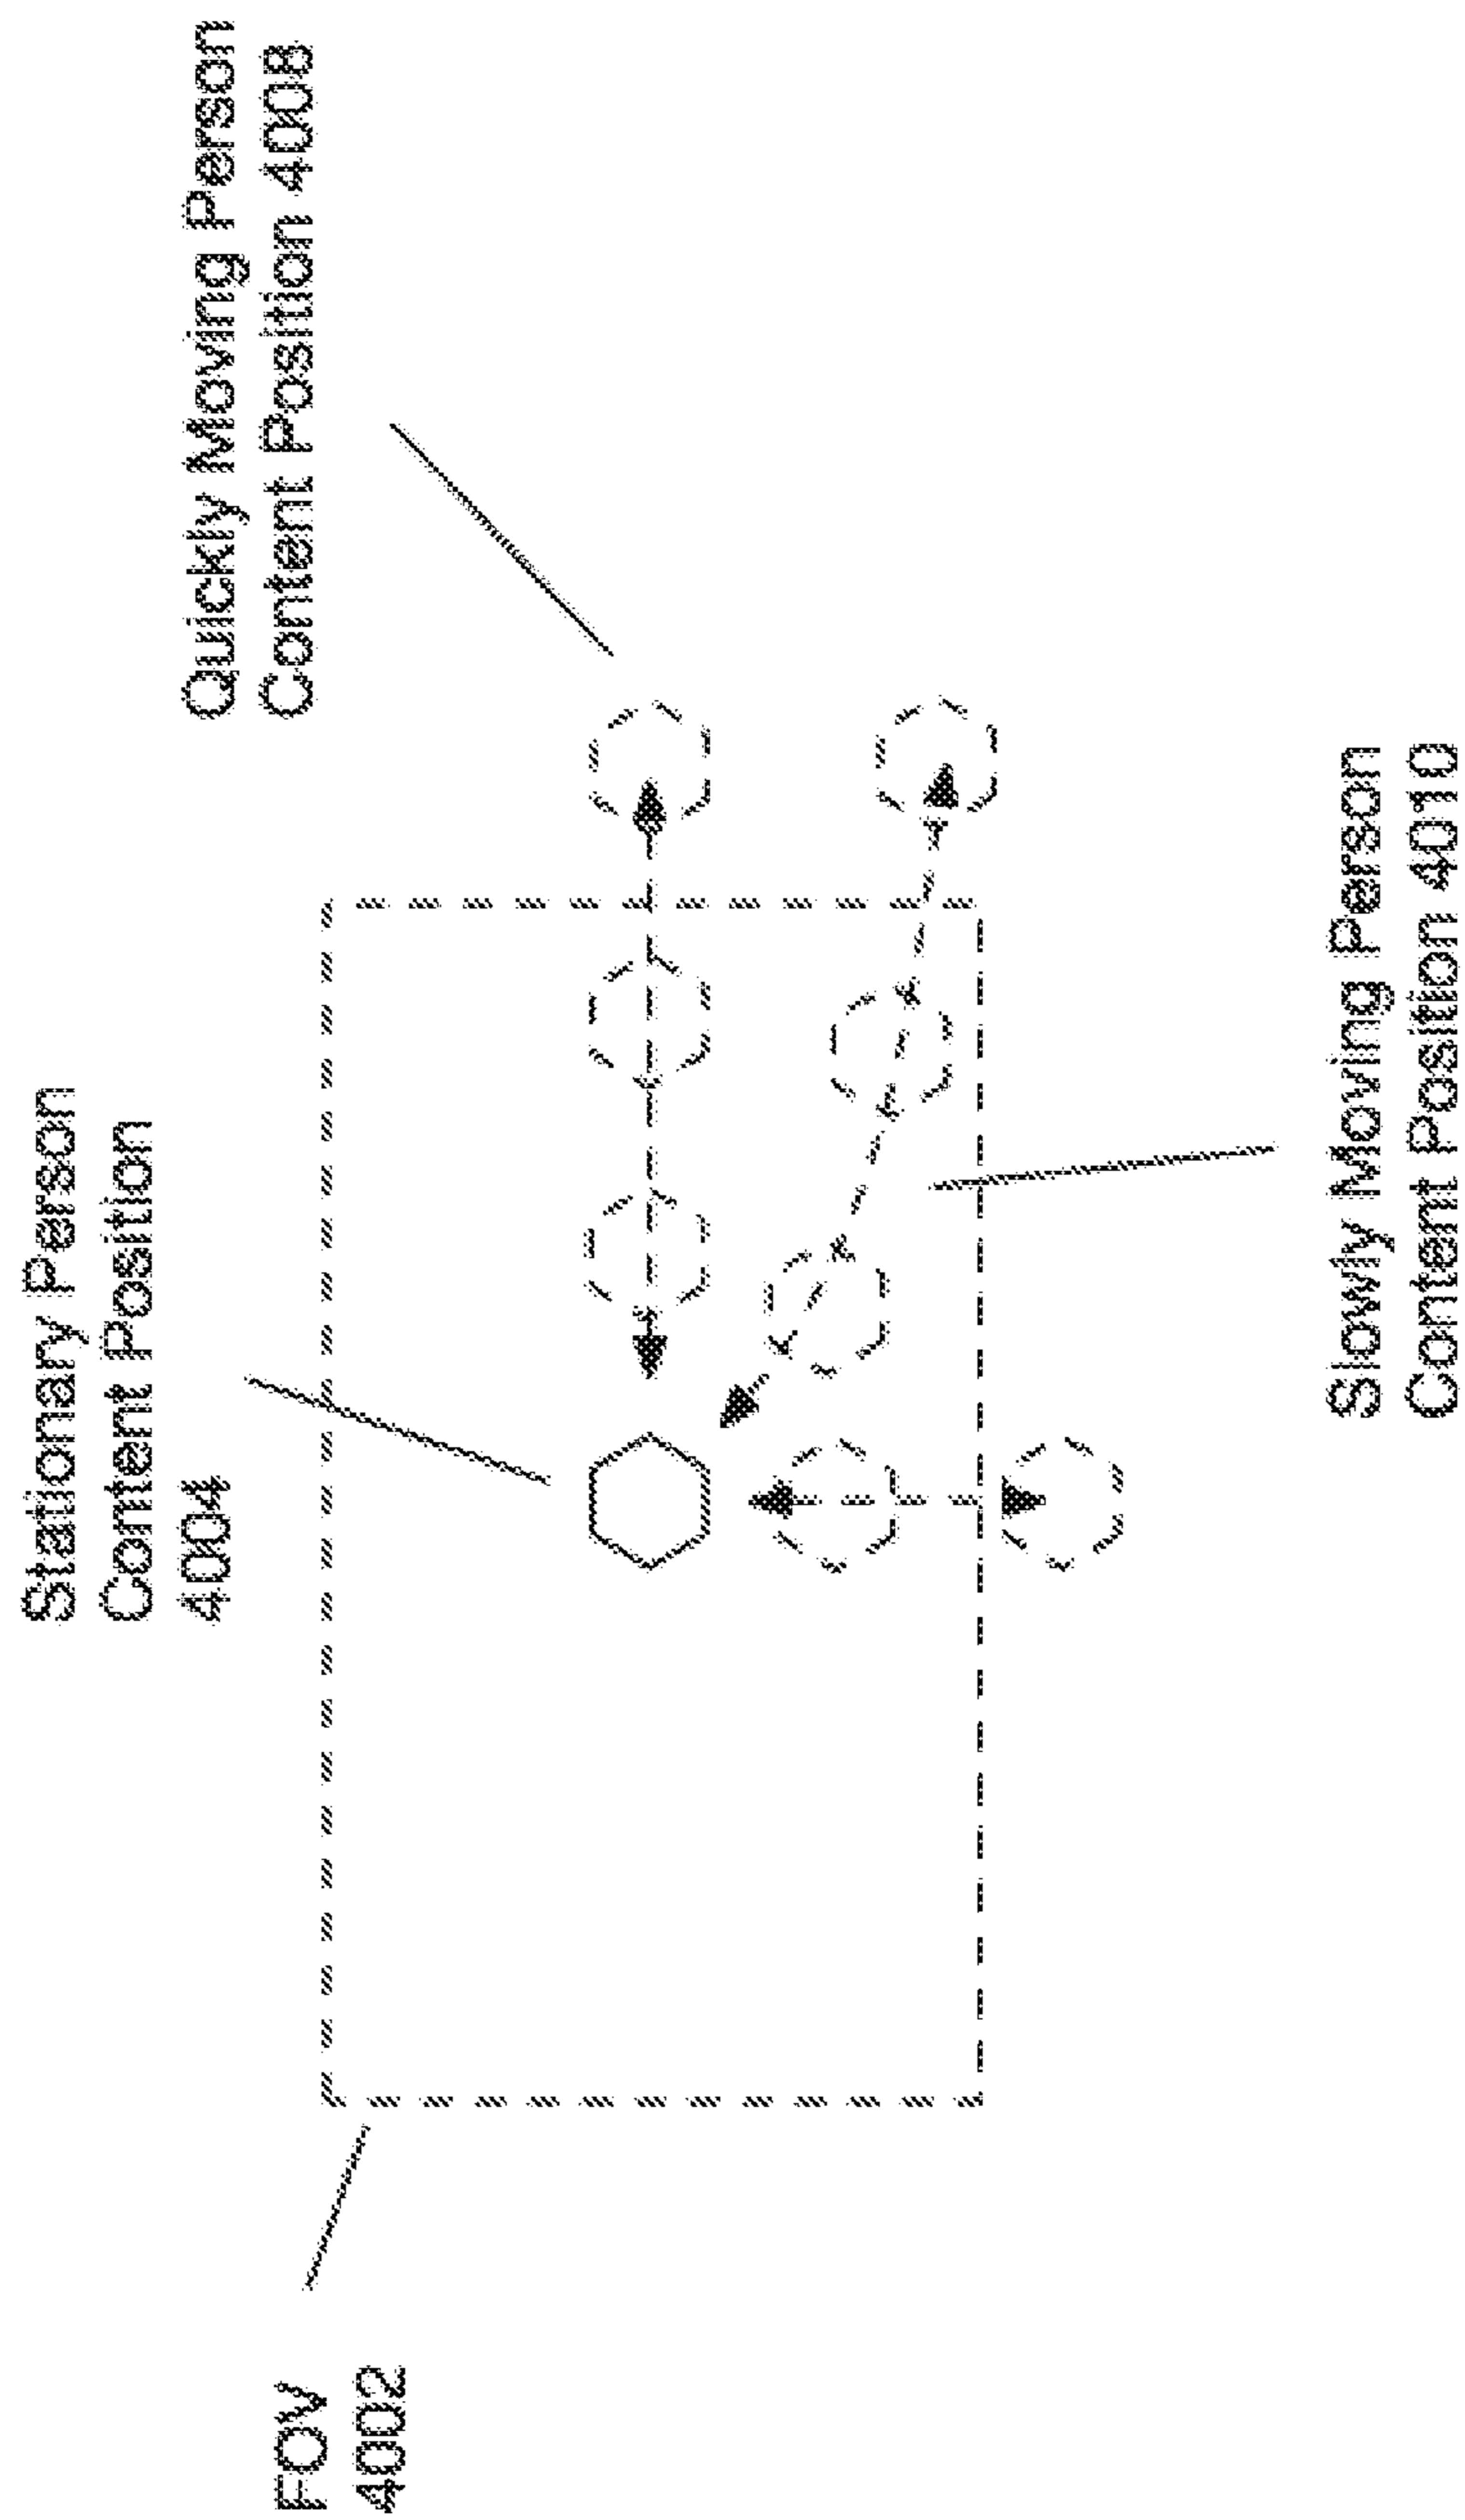 Stationary Person
Content Position
4004
Quickly Moving Person
Content Position 4008
FOV
4002
Slowly Moving Person
Content Position 4010